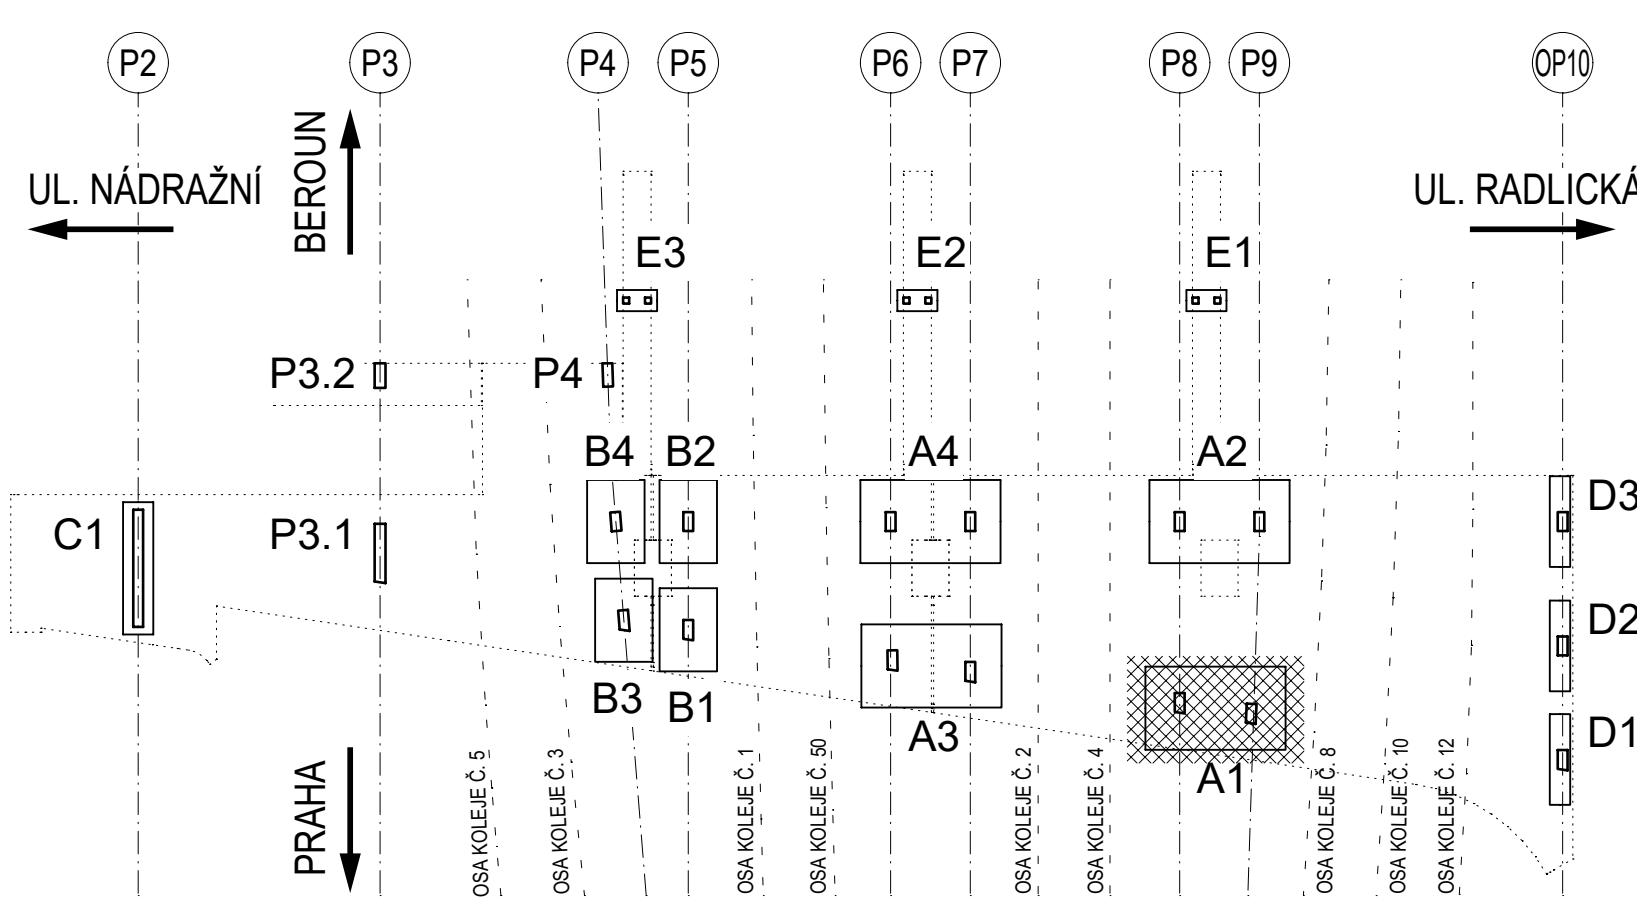 P2 P3 P4 P5 P6 P7 P8 P9 OP10
BEROUN
UL. NÁDRAŽNÍ
UL. RADLICKÁ
E3 E2 E1
P3.2 P4
B4 B2 A4 A2
C1 P3.1 D3
D2
B3 B1 A3 D1
A1
PRAHA
OSA KOLEJE Č. 5
OSA KOLEJE Č. 3
OSA KOLEJE Č. 1
OSA KOLEJE Č. 50
OSA KOLEJE Č. 2
OSA KOLEJE Č. 4
OSA KOLEJE Č. 8
OSA KOLEJE Č. 10
OSA KOLEJE Č. 12